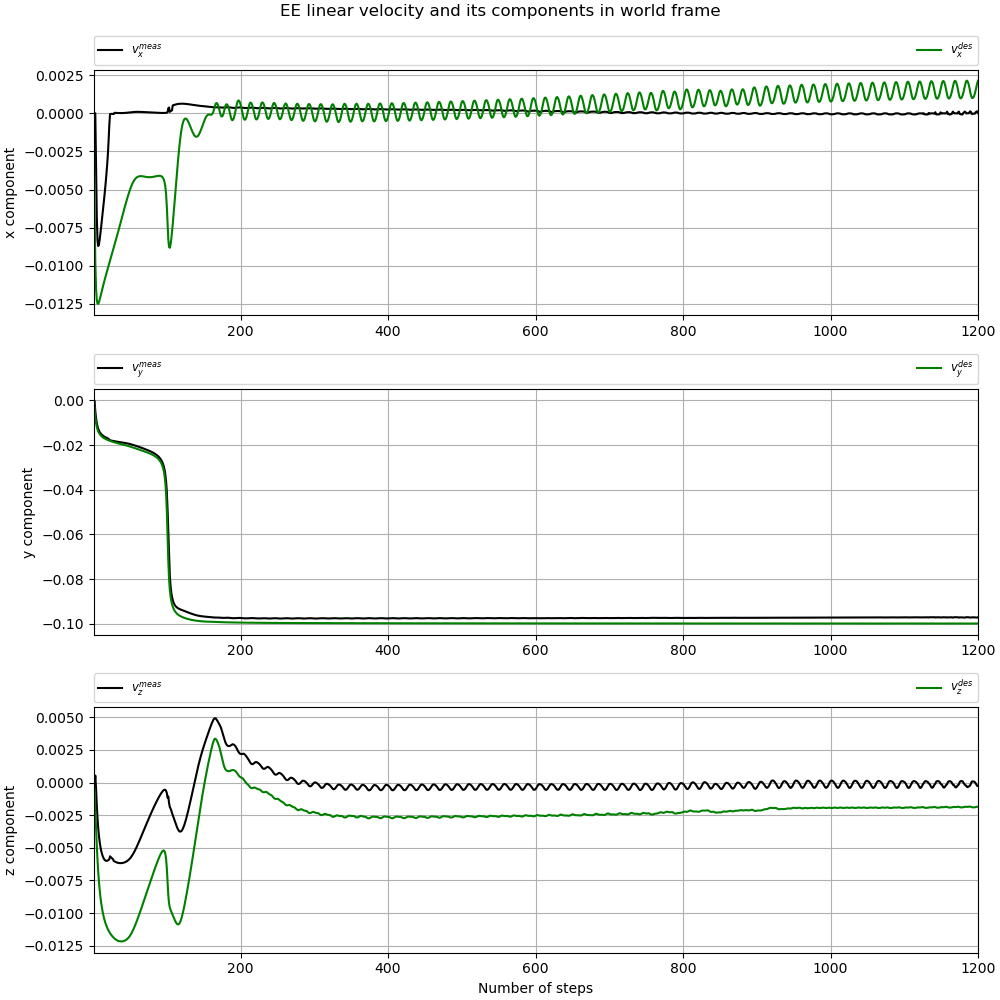 EE linear velocity and its components in world frame
v_x^meas v_x^des
0.0025
0.0000
−0.0025
−0.0050
−0.0075
−0.0100
−0.0125
x component
200 400 600 800 1000 1200
v_y^meas v_y^des
0.00
−0.02
−0.04
−0.06
−0.08
−0.10
y component
200 400 600 800 1000 1200
v_z^meas v_z^des
0.0050
0.0025
0.0000
−0.0025
−0.0050
−0.0075
−0.0100
−0.0125
z component
200 400 600 800 1000 1200
Number of steps